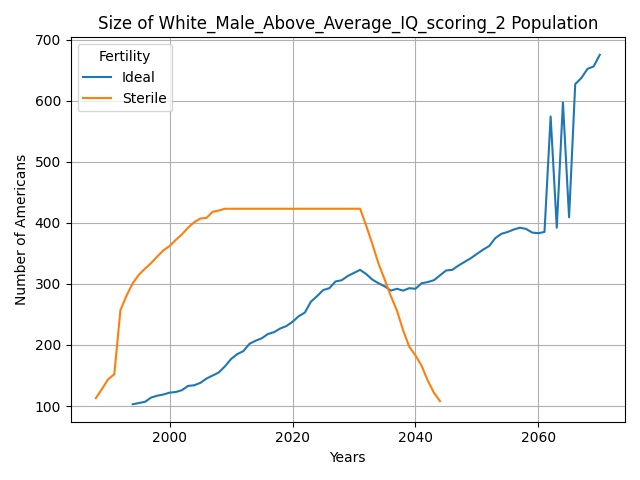 Size of White_Male_Above_Average_IQ_scoring_2 Population
Fertility
Ideal
Sterile
Number of Americans
700
600
500
400
300
200
100
2000
2020
2040
2060
Years